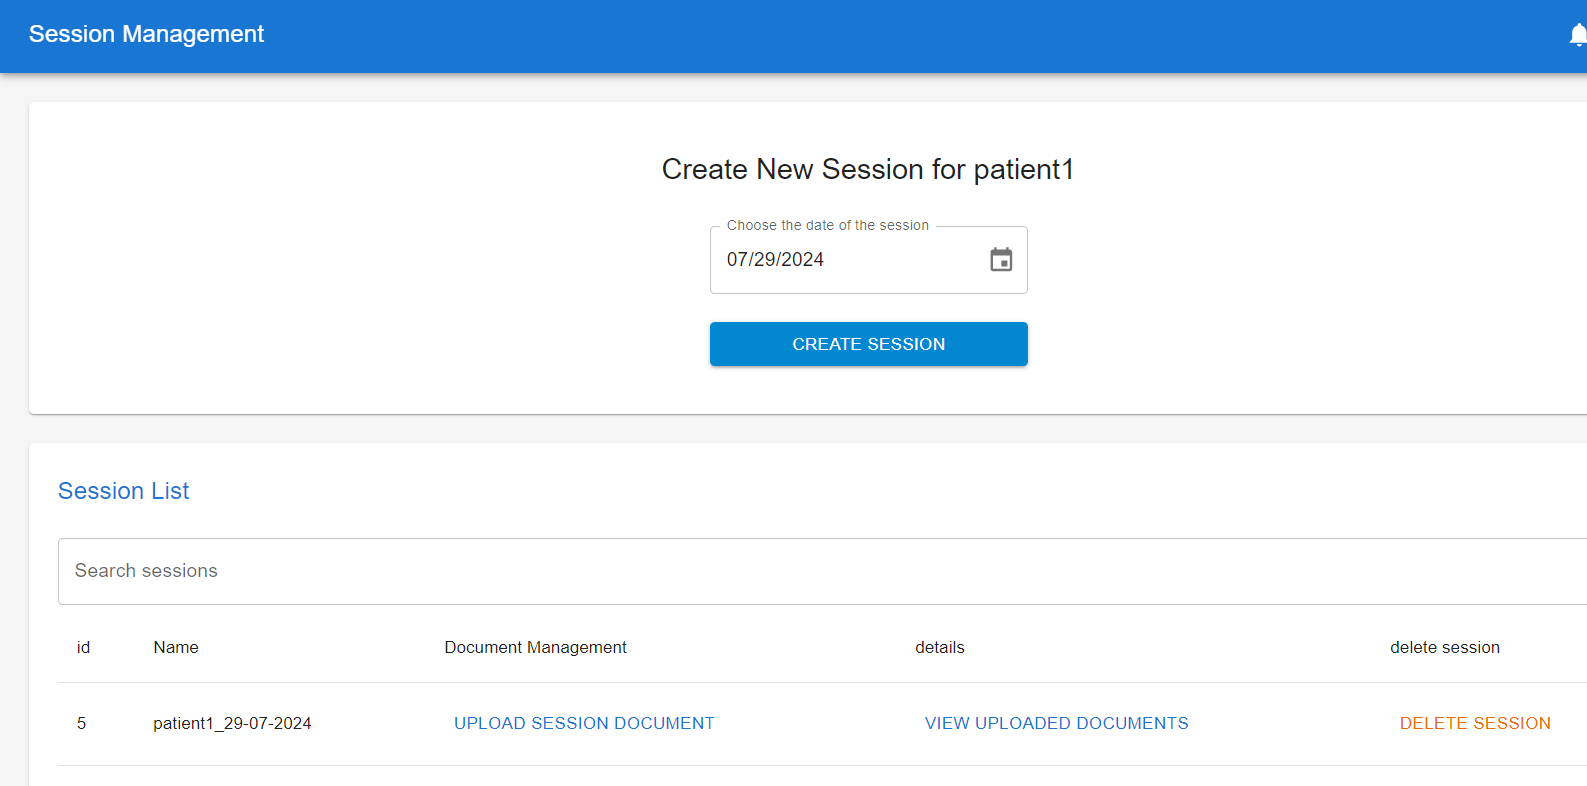 Session Management
Create New Session for patient1
Choose the date of the session
07/29/2024
CREATE SESSION
Session List
Search sessions
id Name Document Management details delete session
5 patient1_29-07-2024 UPLOAD SESSION DOCUMENT VIEW UPLOADED DOCUMENTS DELETE SESSION